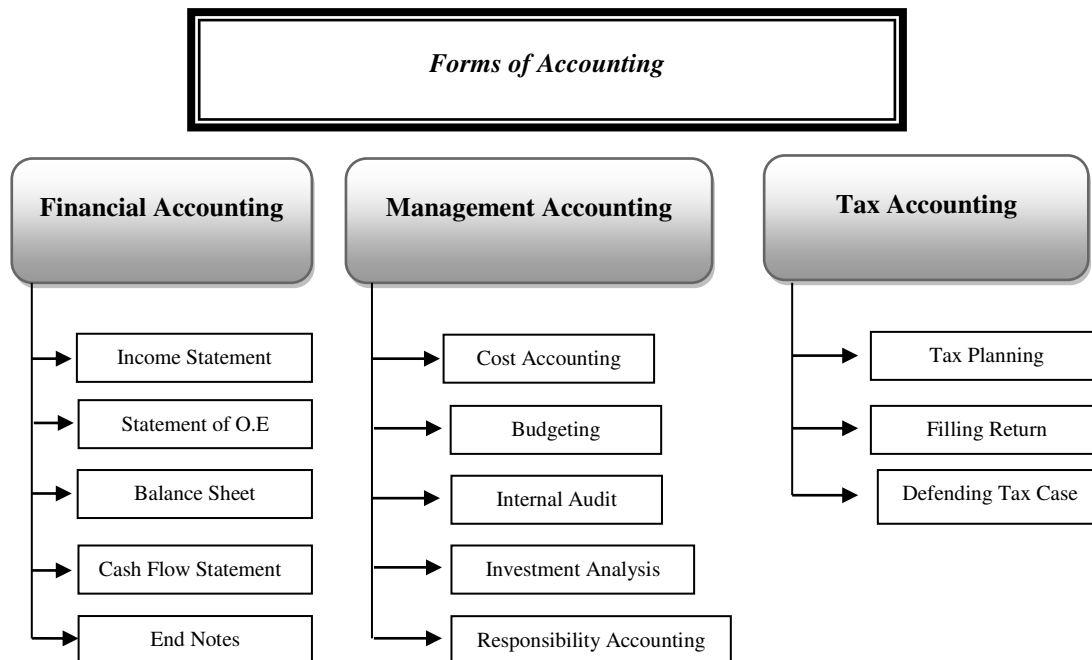 Forms of Accounting
Financial Accounting
Income Statement
Statement of O.E
Balance Sheet
Cash Flow Statement
End Notes
Management Accounting
Cost Accounting
Budgeting
Internal Audit
Investment Analysis
Responsibility Accounting
Tax Accounting
Tax Planning
Filling Return
Defending Tax Case